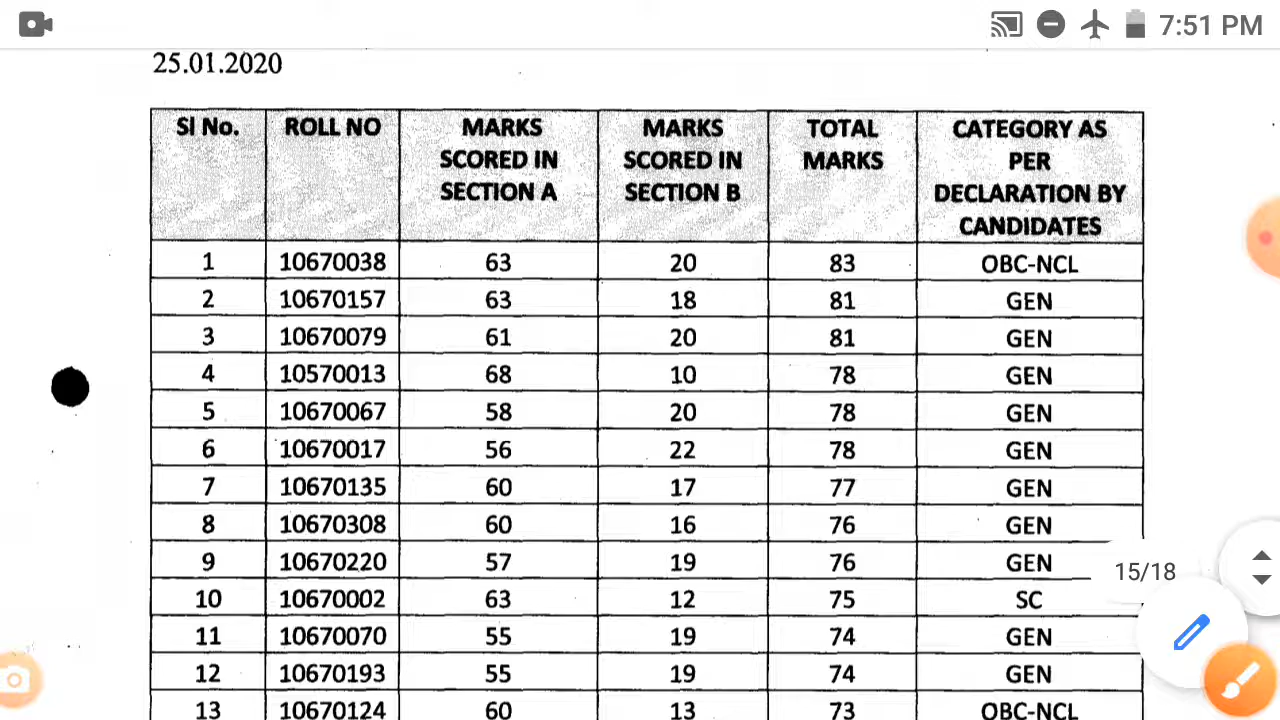 7:51 PM
25.01.2020
Sl No. ROLL NO MARKS SCORED IN SECTION A MARKS SCORED IN SECTION B TOTAL MARKS CATEGORY AS PER DECLARATION BY CANDIDATES
1 10670038 63 20 83 OBC-NCL
2 10670157 63 18 81 GEN
3 10670079 61 20 81 GEN
4 10570013 68 10 78 GEN
5 10670067 58 20 78 GEN
6 10670017 56 22 78 GEN
7 10670135 60 17 77 GEN
8 10670308 60 16 76 GEN
9 10670220 57 19 76 GEN
15/18
10 10670002 63 12 75 SC
11 10670070 55 19 74 GEN
12 10670193 55 19 74 GEN
13 10670124 60 13 73 OBC-NCL